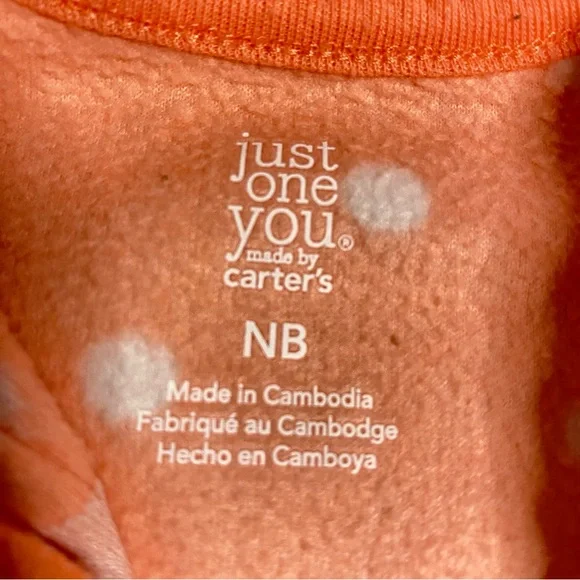 just
one
you®
made by
carter's
NB
Made in Cambodia
Fabriqué au Cambodge
Hecho en Camboya